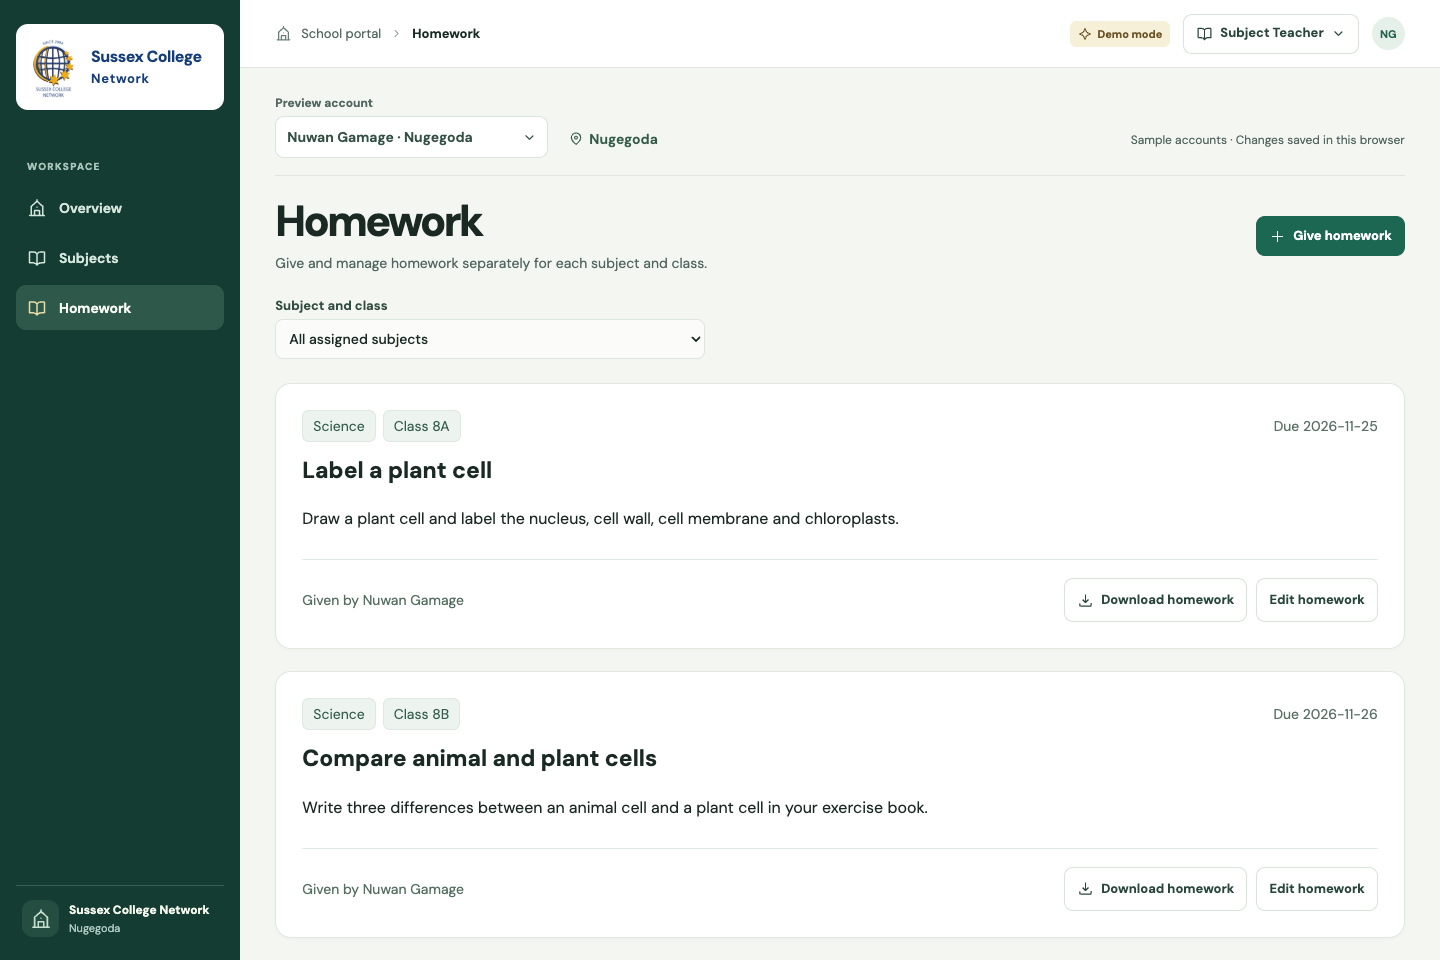 SINCE 1984
SUSSEX COLLEGE
NETWORK
Sussex College
Network
WORKSPACE
Overview
Subjects
Homework
Sussex College Network
Nugegoda
School portal
Homework
Demo mode
Subject Teacher
NG
Preview account
Nuwan Gamage · Nugegoda
Nugegoda
Sample accounts · Changes saved in this browser
Homework
Give homework
Give and manage homework separately for each subject and class.
Subject and class
All assigned subjects
Science
Class 8A
Due 2026-11-25
Label a plant cell
Draw a plant cell and label the nucleus, cell wall, cell membrane and chloroplasts.
Given by Nuwan Gamage
Download homework
Edit homework
Science
Class 8B
Due 2026-11-26
Compare animal and plant cells
Write three differences between an animal cell and a plant cell in your exercise book.
Given by Nuwan Gamage
Download homework
Edit homework